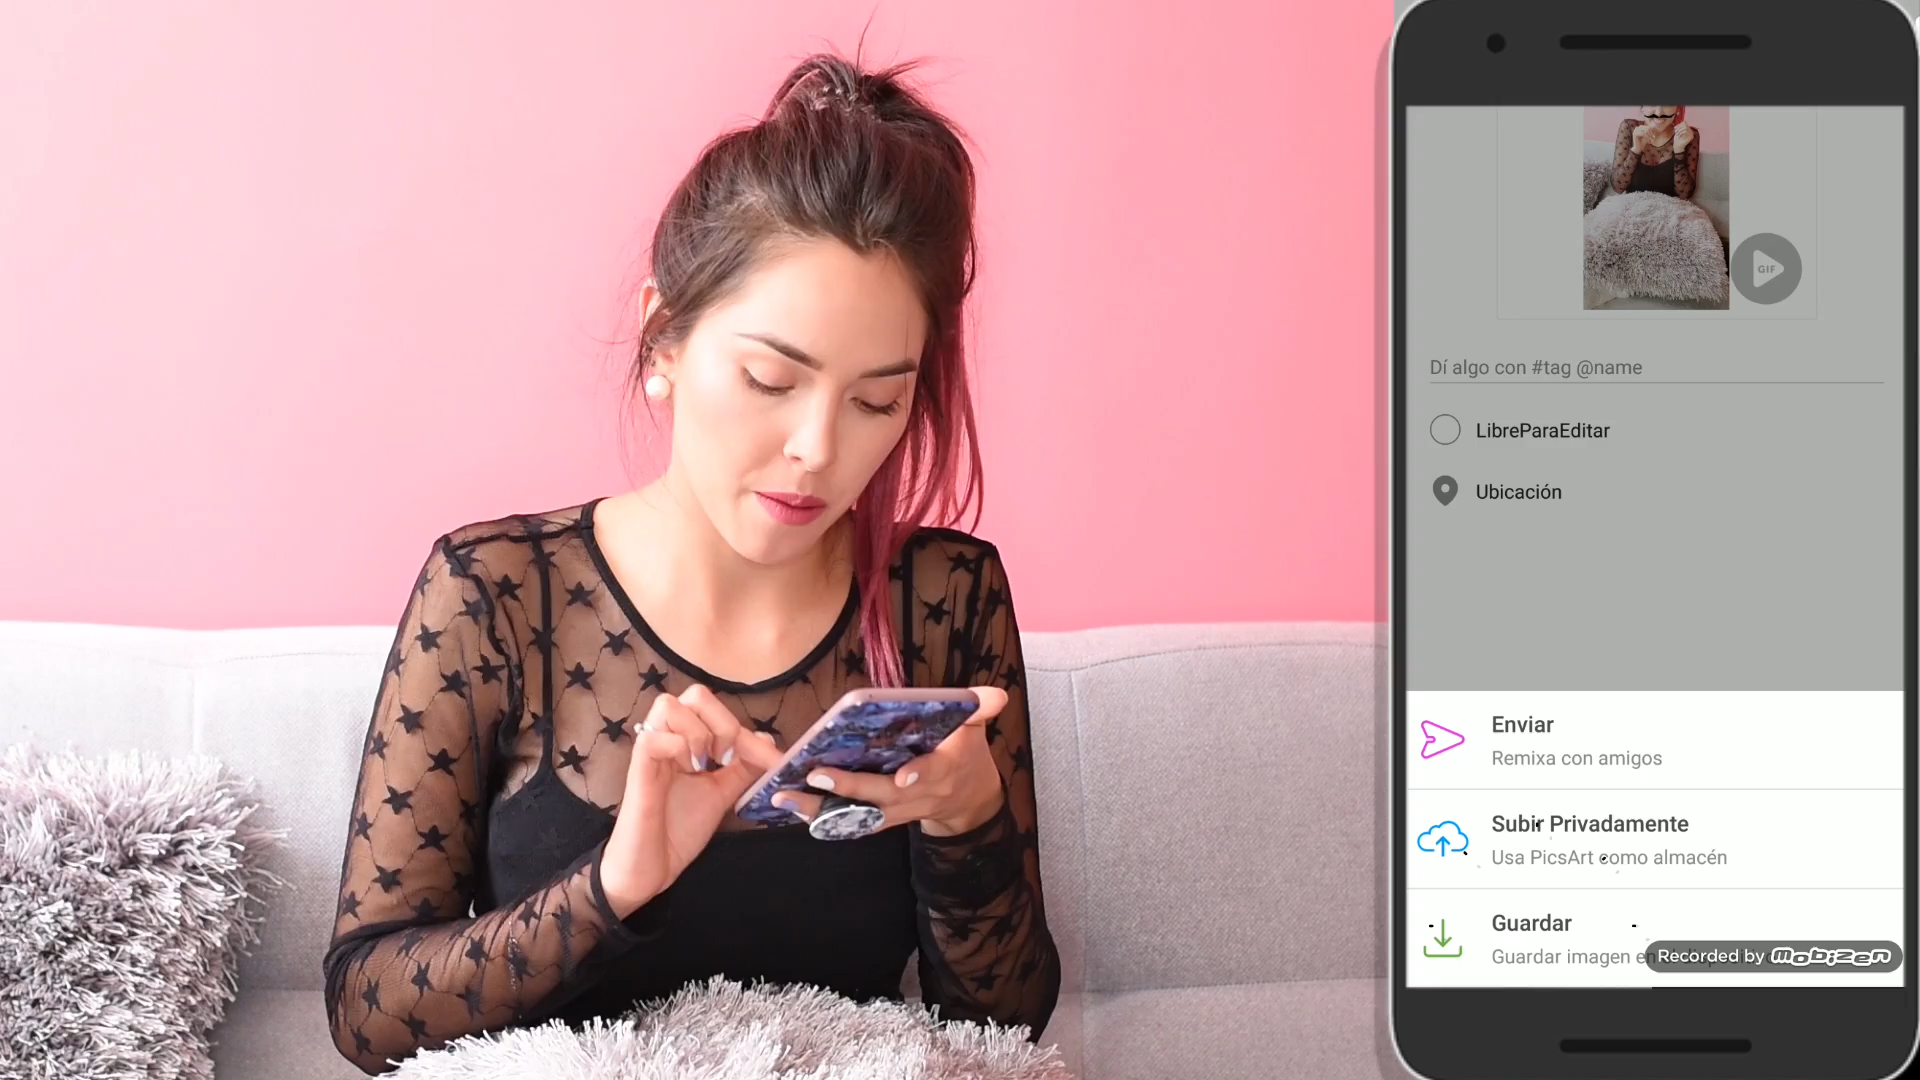 GIF
Dí algo con #tag @name
LibreParaEditar
Ubicación
Enviar
Remixa con amigos
Subir Privadamente
Usa PicsArt como almacén
Guardar
Guardar imagen en
Recorded by mobizen